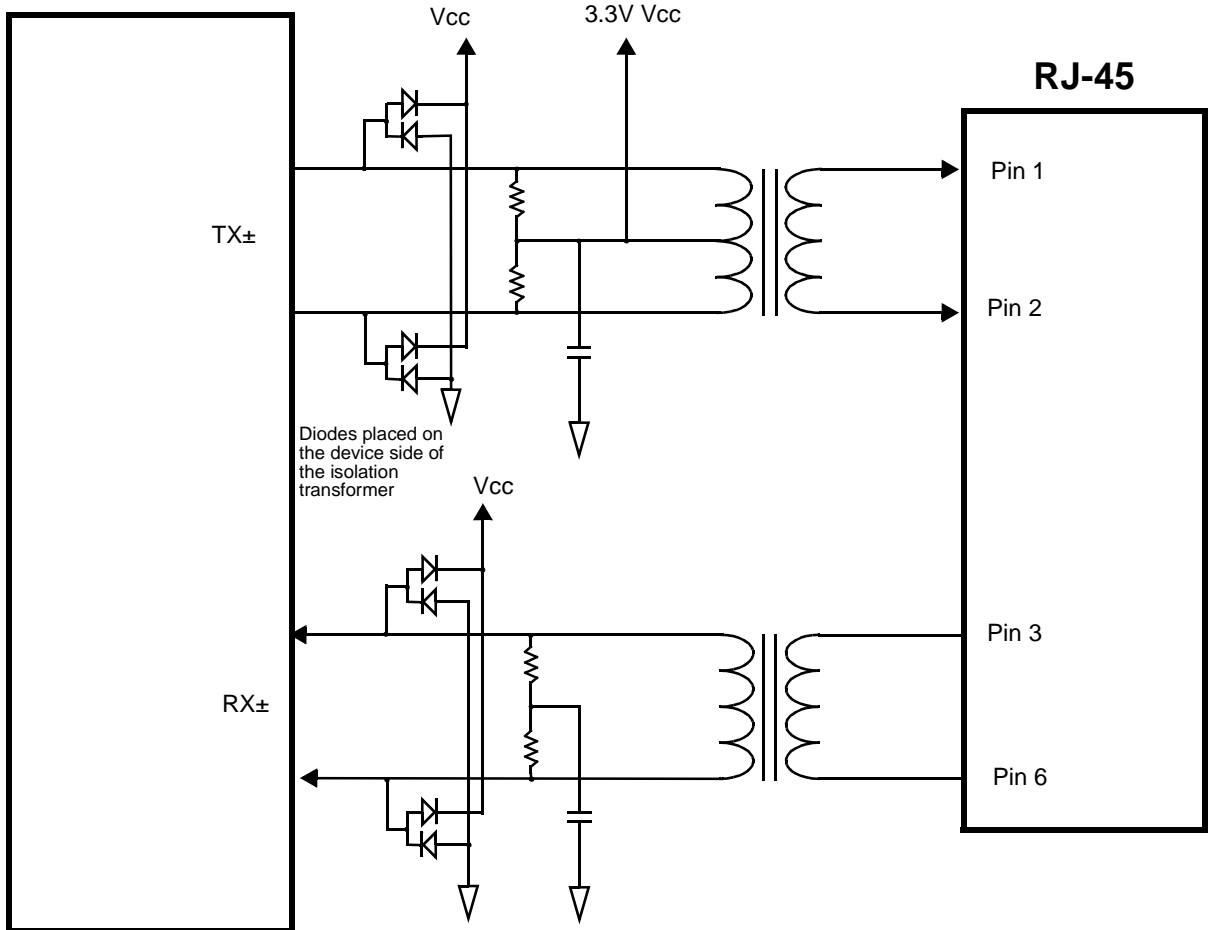 Vcc
3.3V Vcc
RJ-45
Pin 1
TX±
Pin 2
Diodes placed on
the device side of
the isolation
transformer
Vcc
Pin 3
RX±
Pin 6